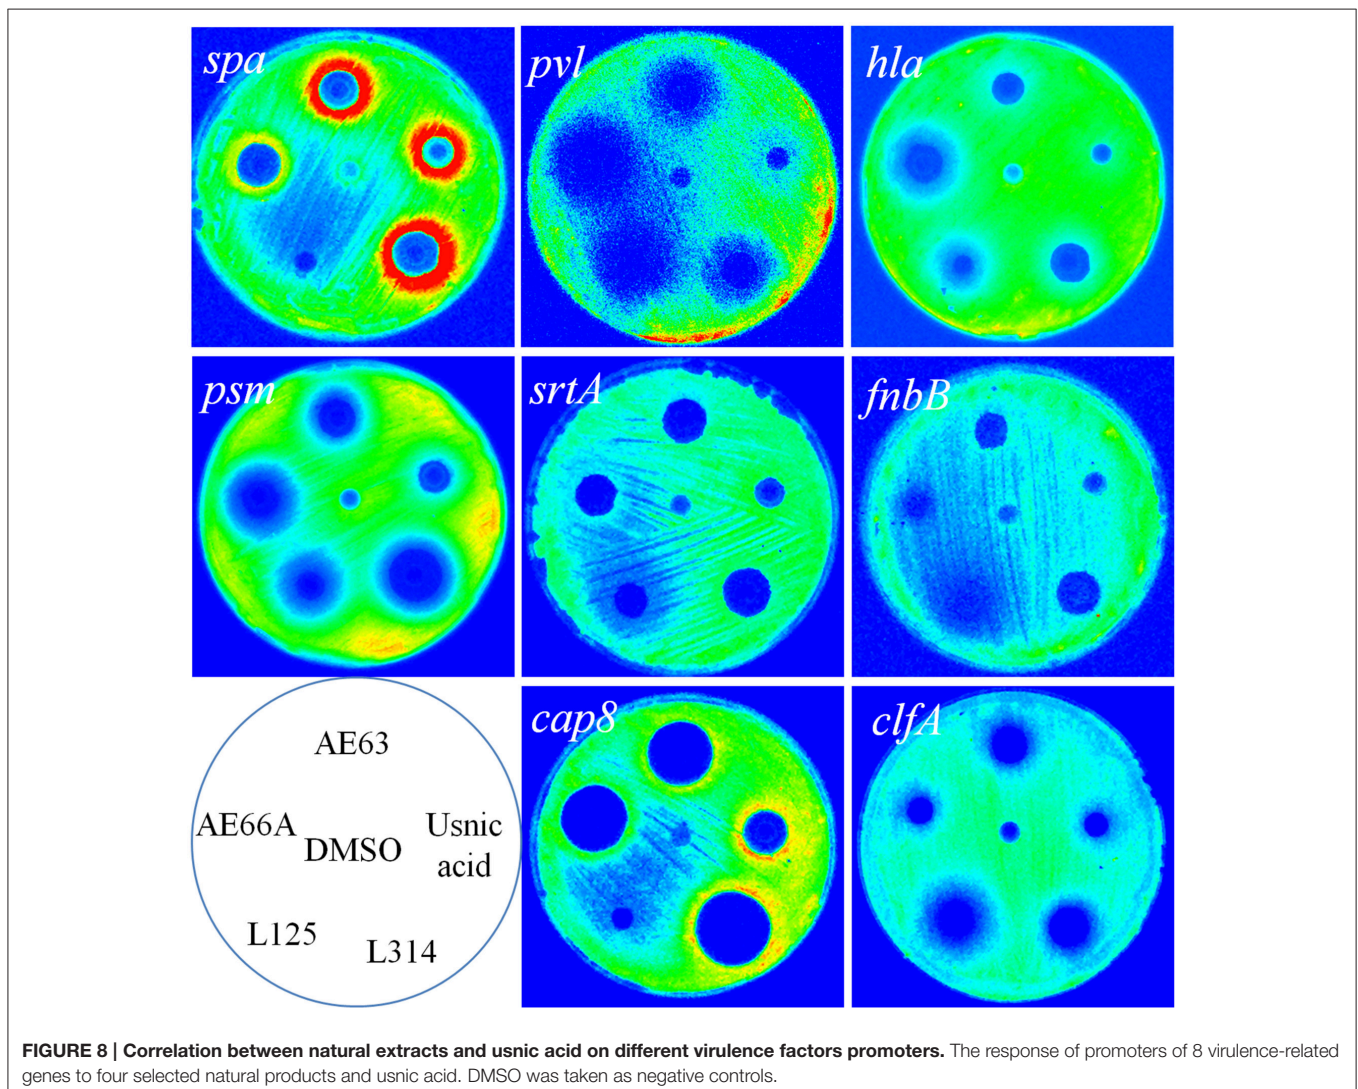 spa
pvl
hla
psm
srtA
fnbB
AE63
AE66A
DMSO
Usnic
acid
L125
L314
cap8
clfA
FIGURE 8 | Correlation between natural extracts and usnic acid on different virulence factors promoters. The response of promoters of 8 virulence-related
genes to four selected natural products and usnic acid. DMSO was taken as negative controls.